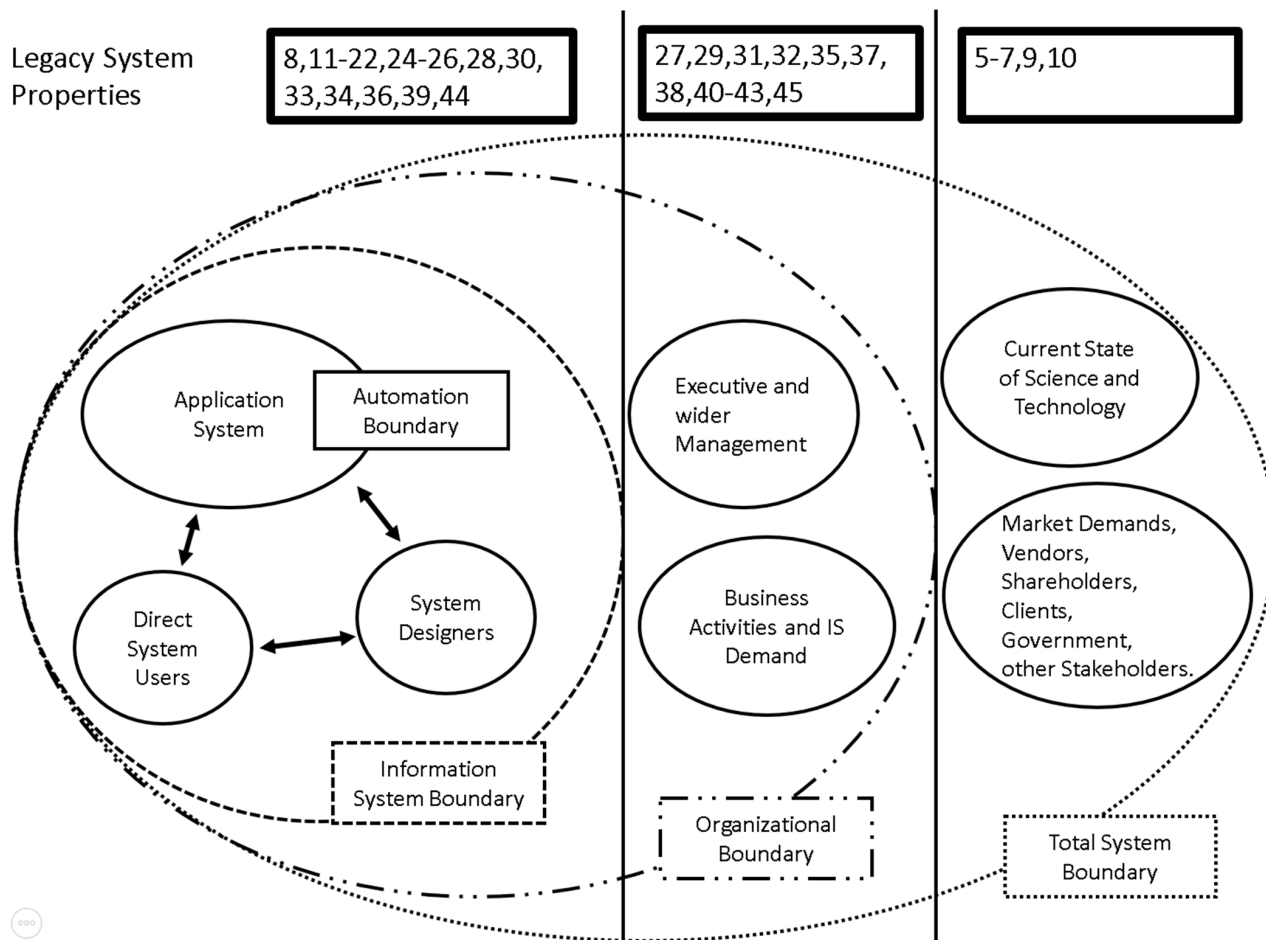 Legacy System
Properties
8,11-22,24-26,28,30,
33,34,36,39,44
27,29,31,32,35,37,
38,40-43,45
5-7,9,10
Application
System
Automation
Boundary
Executive and
wider
Management
Current State
of Science and
Technology
Direct
System
Users
System
Designers
Business
Activities and IS
Demand
Market Demands,
Vendors,
Shareholders,
Clients,
Government,
other Stakeholders.
Information
System Boundary
Organizational
Boundary
Total System
Boundary